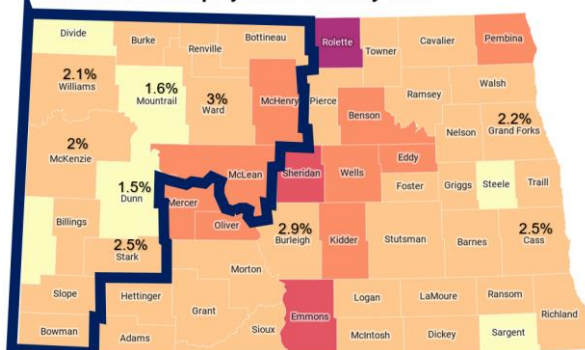 Divide
Burke
Renville
Bottineau
Rolette
Towner
Cavalier
Pembina
2.1%
Williams
1.6%
Mountrail
3%
Ward
McHenry
Pierce
Benson
Ramsey
Walsh
Nelson
2.2%
Grand Forks
2%
McKenzie
McLean
Sheridan
Wells
Eddy
Foster
Griggs
Steele
Traill
1.5%
Dunn
Mercer
Oliver
Billings
2.5%
Stark
2.9%
Burleigh
Kidder
Stutsman
Barnes
2.5%
Cass
Morton
Slope
Hettinger
Grant
Sioux
Emmons
Logan
LaMoure
Ransom
Richland
Bowman
Adams
McIntosh
Dickey
Sargent